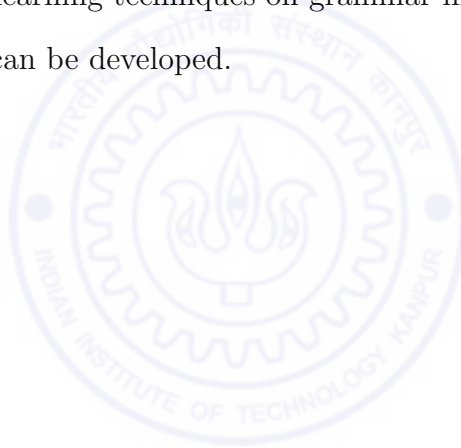 learning techniques on grammar
can be developed.
भारतीय प्रौद्योगिकी संस्थान कानपुर
INDIAN INSTITUTE OF TECHNOLOGY KANPUR